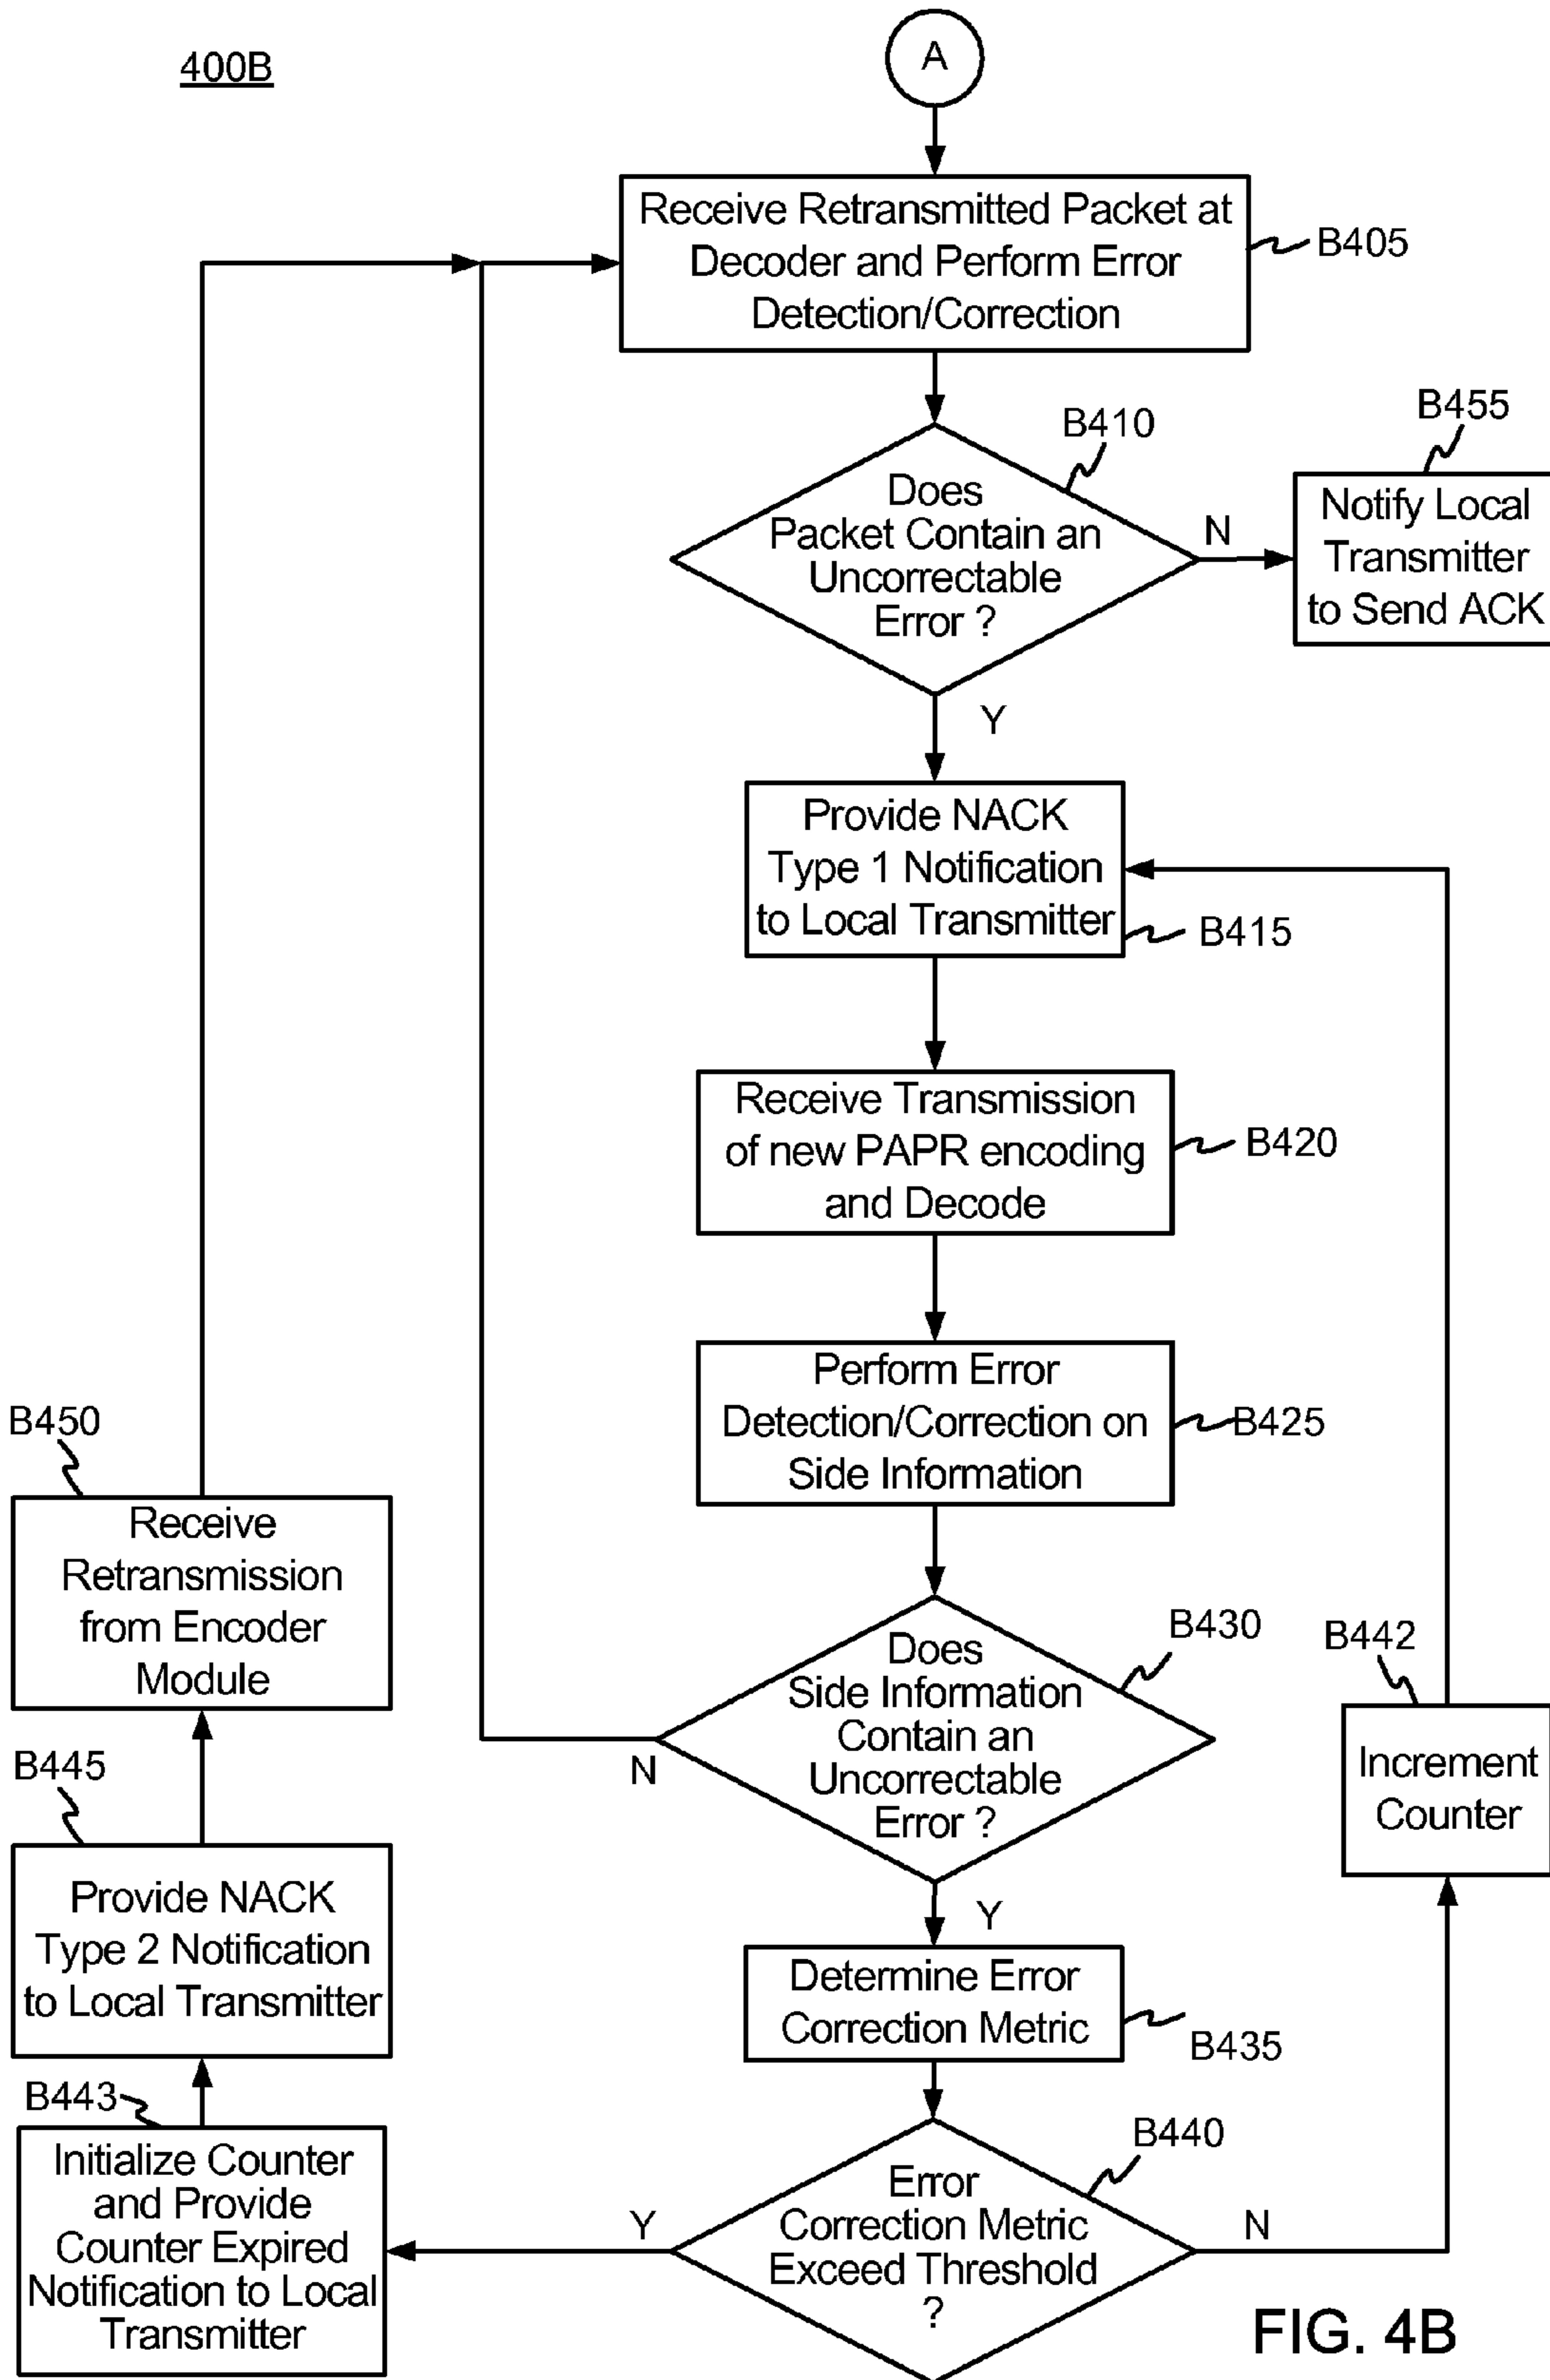 400B
A
Receive Retransmitted Packet at
Decoder and Perform Error
Detection/Correction
B405
B410
Does
Packet Contain an
Uncorrectable
Error ?
N
B455
Notify Local
Transmitter
to Send ACK
Y
Provide NACK
Type 1 Notification
to Local Transmitter
B415
Receive Transmission
of new PAPR encoding
and Decode
B420
Perform Error
Detection/Correction on
Side Information
B425
B430
Does
Side Information
Contain an
Uncorrectable
Error ?
N
Y
B442
Increment
Counter
B450
Receive
Retransmission
from Encoder
Module
B445
Provide NACK
Type 2 Notification
to Local Transmitter
Determine Error
Correction Metric
B435
B443
Initialize Counter
and Provide
Counter Expired
Notification to Local
Transmitter
Y
B440
Error
Correction Metric
Exceed Threshold
?
N
FIG. 4B